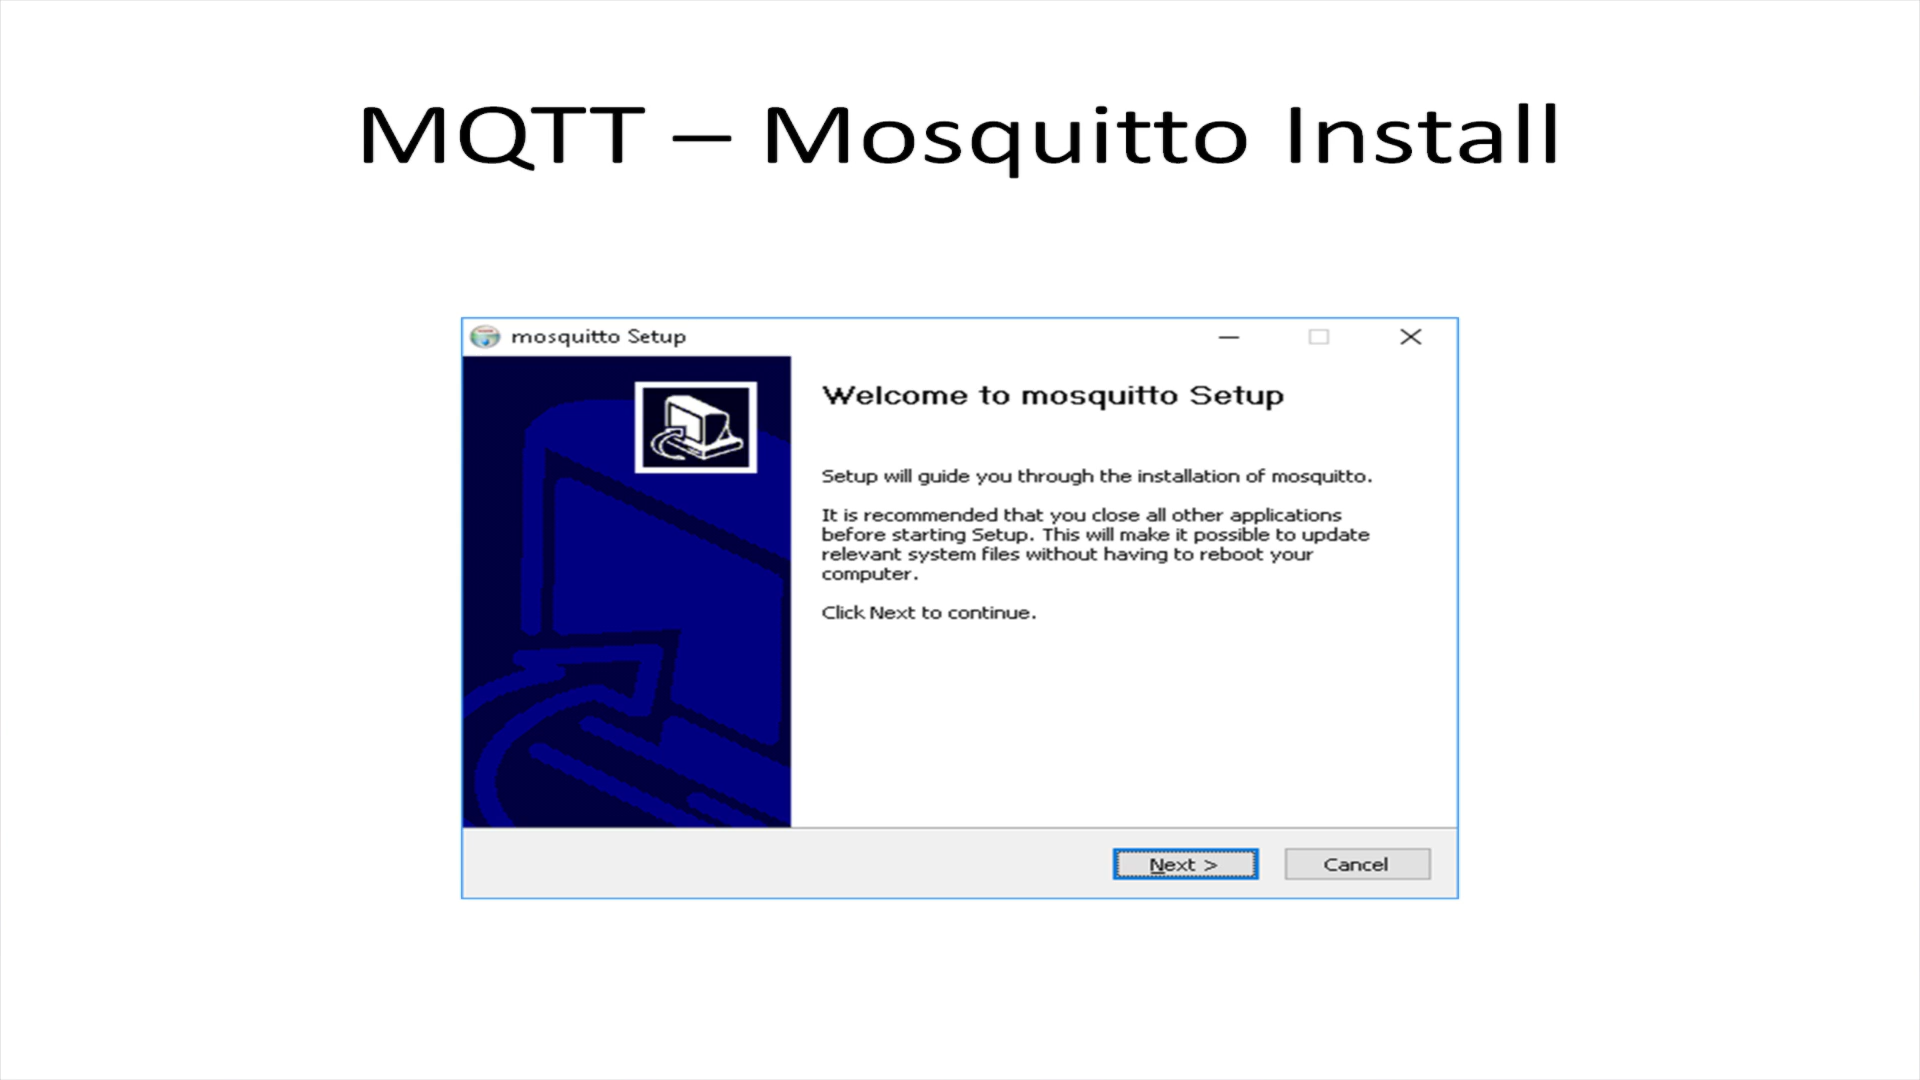 MQTT – Mosquitto Install
mosquitto Setup
Welcome to mosquitto Setup
Setup will guide you through the installation of mosquitto.
It is recommended that you close all other applications
before starting Setup. This will make it possible to update
relevant system files without having to reboot your
computer.
Click Next to continue.
Next >
Cancel